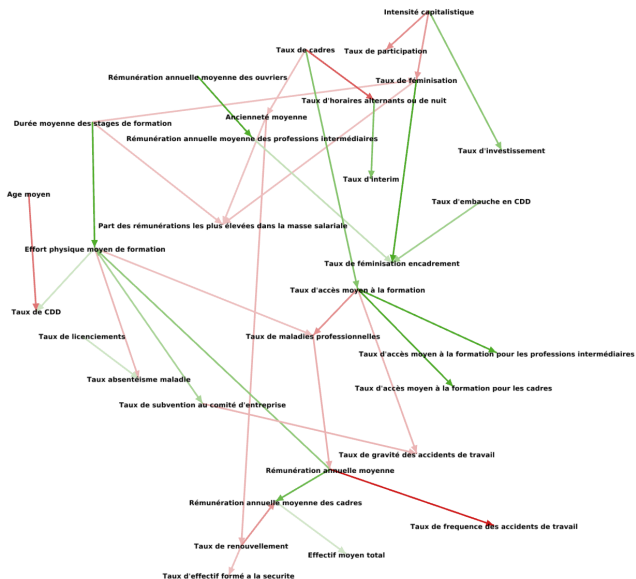 Intensité capitalistique
Taux de cadres
Taux de participation
Rémunération annuelle moyenne des ouvriers
Taux de féminisation
Taux d'horaires alternants ou de nuit
Ancienneté moyenne
Durée moyenne des stages de formation
Rémunération annuelle moyenne des professions intermédiaires
Taux d'investissement
Taux d'interim
Age moyen
Taux d'embauche en CDD
Part des rémunérations les plus élevées dans la masse salariale
Effort physique moyen de formation
Taux de féminisation encadrement
Taux d'accès moyen à la formation
Taux de CDD
Taux de licenciements
Taux de maladies professionnelles
Taux d'accès moyen à la formation pour les professions intermédiaires
Taux absentéisme maladie
Taux d'accès moyen à la formation pour les cadres
Taux de subvention au comité d'entreprise
Taux de gravité des accidents de travail
Rémunération annuelle moyenne
Rémunération annuelle moyenne des cadres
Taux de frequence des accidents de travail
Taux de renouvellement
Effectif moyen total
Taux d'effectif formé a la securite